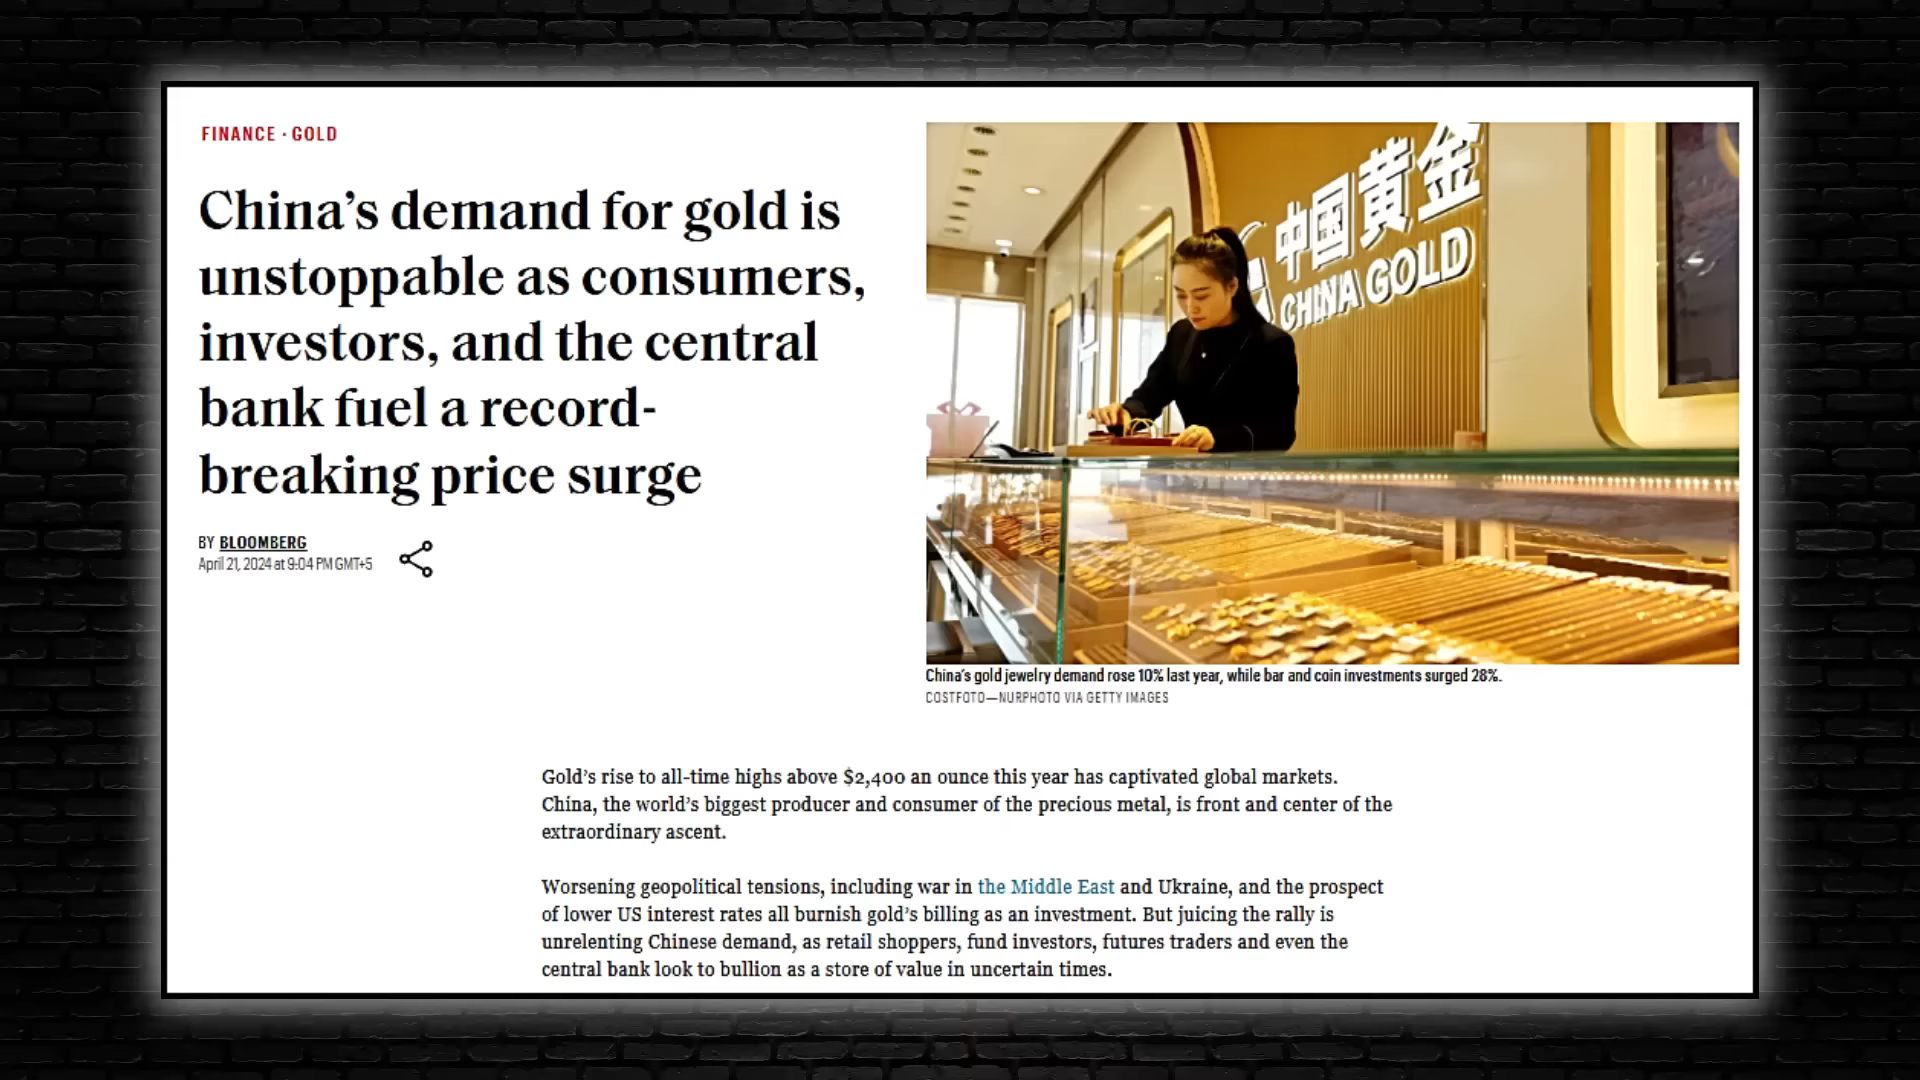 FINANCE · GOLD
China’s demand for gold is
unstoppable as consumers,
investors, and the central
bank fuel a record-
breaking price surge
BY BLOOMBERG
April 21, 2024 at 9:04 PM GMT+5
中国黄金
CHINA GOLD
China’s gold jewelry demand rose 10% last year, while bar and coin investments surged 28%.
COSTFOTO—NURPHOTO VIA GETTY IMAGES
Gold’s rise to all-time highs above $2,400 an ounce this year has captivated global markets.
China, the world’s biggest producer and consumer of the precious metal, is front and center of the
extraordinary ascent.
Worsening geopolitical tensions, including war in the Middle East and Ukraine, and the prospect
of lower US interest rates all burnish gold’s billing as an investment. But juicing the rally is
unrelenting Chinese demand, as retail shoppers, fund investors, futures traders and even the
central bank look to bullion as a store of value in uncertain times.